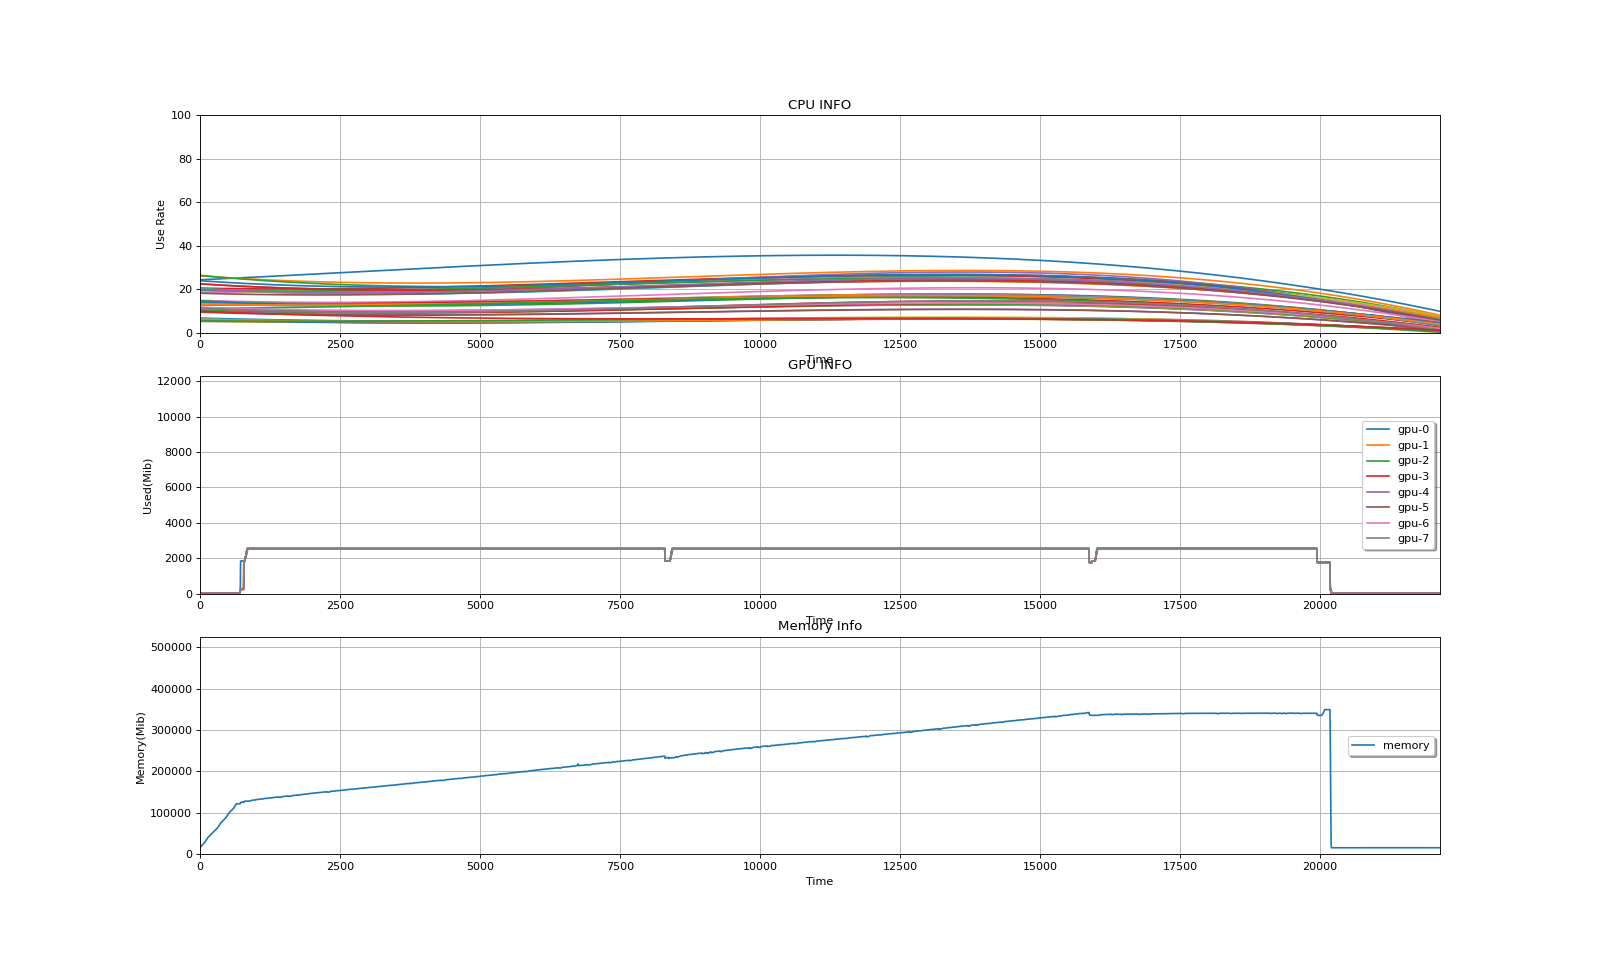 CPU INFO
100
80
60
40
20
0
Use Rate
0 2500 5000 7500 10000 12500 15000 17500 20000
Time
GPU INFO
12000
10000
8000
6000
4000
2000
0
Used(Mib)
gpu-0
gpu-1
gpu-2
gpu-3
gpu-4
gpu-5
gpu-6
gpu-7
0 2500 5000 7500 10000 12500 15000 17500 20000
Time
Memory Info
500000
400000
300000
200000
100000
0
Memory(Mib)
memory
0 2500 5000 7500 10000 12500 15000 17500 20000
Time